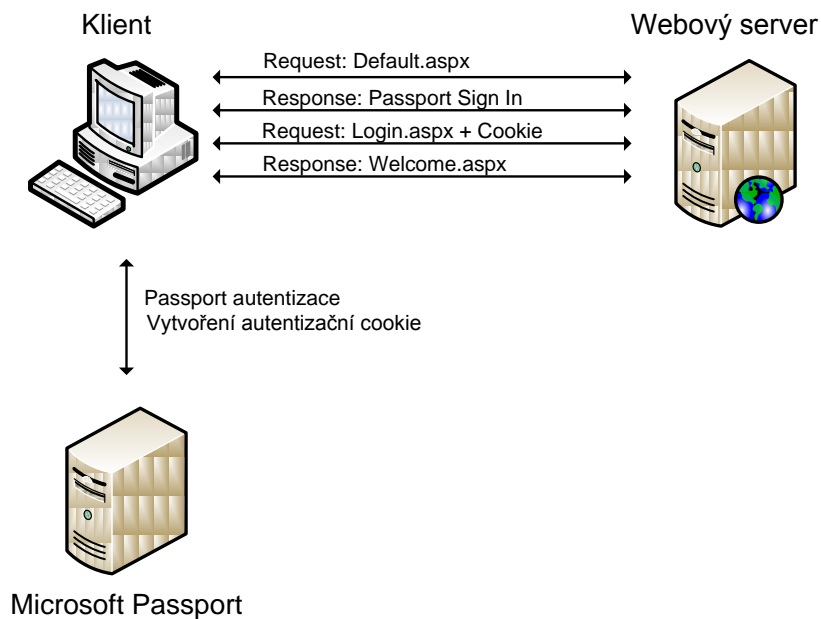 Klient
Webový server
Request: Default.aspx
Response: Passport Sign In
Request: Login.aspx + Cookie
Response: Welcome.aspx
Passport autentizace
Vytvoření autentizační cookie
Microsoft Passport